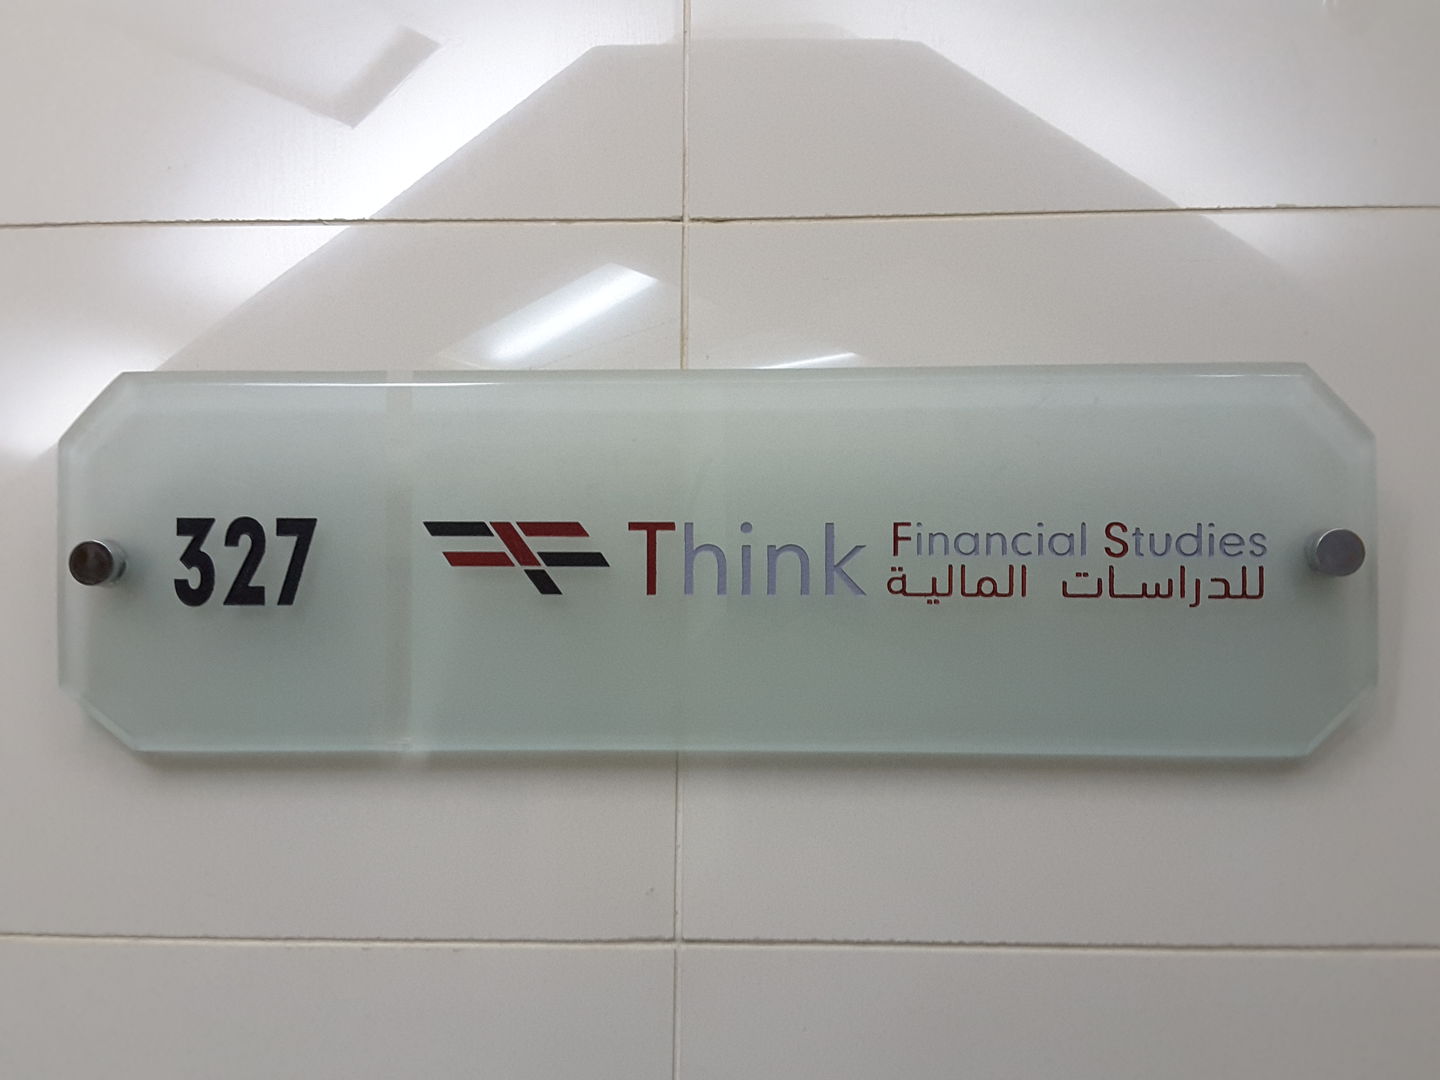 327
Think
Financial Studies
للدراسات المالية